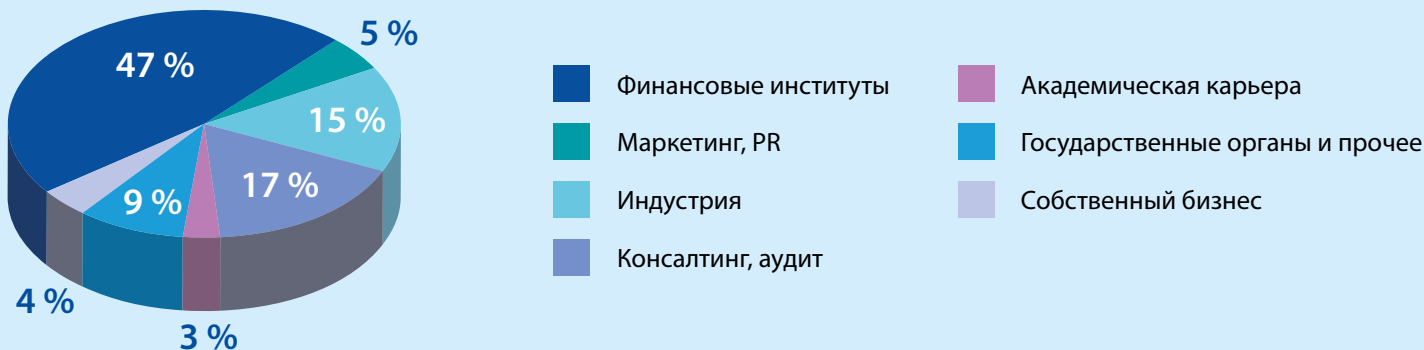 5 %
47 %
15 %
17 %
9 %
4 %
3 %
Финансовые институты
Маркетинг, PR
Индустрия
Консалтинг, аудит
Академическая карьера
Государственные органы и прочее
Собственный бизнес